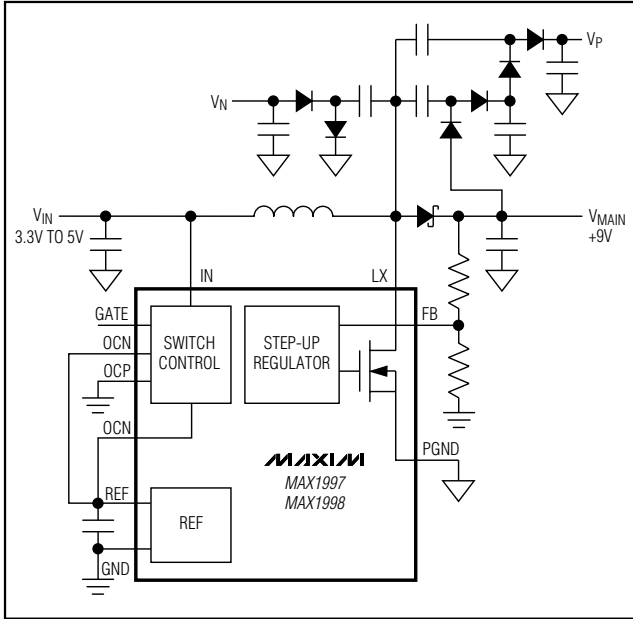 VP
VN
VIN
3.3V TO 5V
VMAIN
+9V
IN
LX
GATE
FB
OCN
SWITCH
CONTROL
STEP-UP
REGULATOR
OCP
OCN
PGND
MAXIM
MAX1997
MAX1998
REF
REF
GND